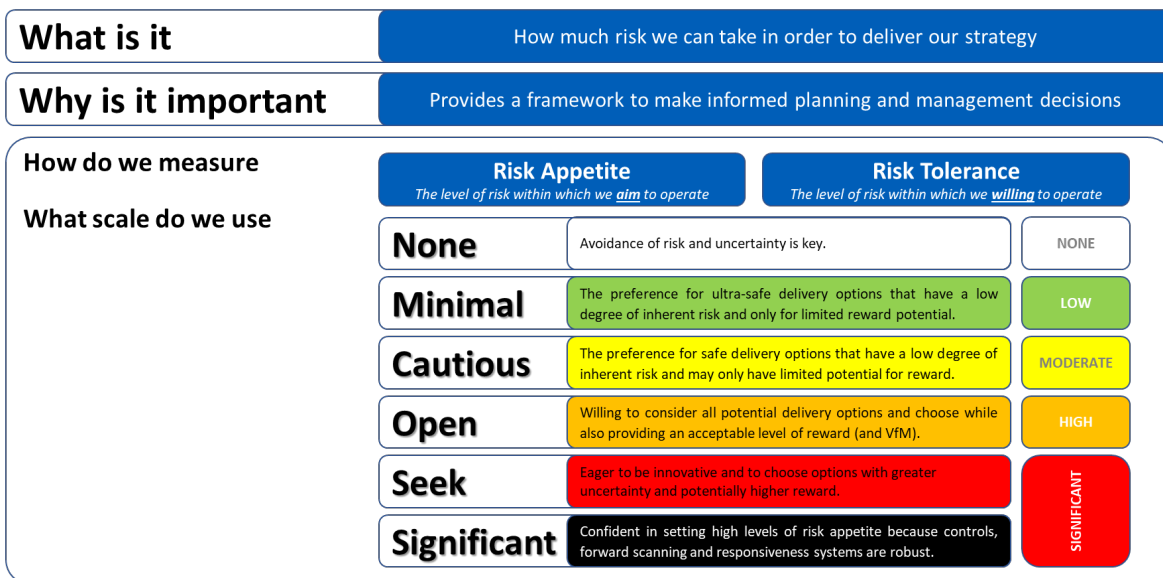 What is it
How much risk we can take in order to deliver our strategy
Why is it important
Provides a framework to make informed planning and management decisions
How do we measure
What scale do we use
Risk Appetite
The level of risk within which we aim to operate
Risk Tolerance
The level of risk within which we willing to operate
None
Avoidance of risk and uncertainty is key.
NONE
Minimal
The preference for ultra-safe delivery options that have a low
degree of inherent risk and only for limited reward potential.
LOW
Cautious
The preference for safe delivery options that have a low degree of
inherent risk and may only have limited potential for reward.
MODERATE
Open
Willing to consider all potential delivery options and choose while
also providing an acceptable level of reward (and VfM).
HIGH
Seek
Eager to be innovative and to choose options with greater
uncertainty and potentially higher reward.
Significant
Confident in setting high levels of risk appetite because controls,
forward scanning and responsiveness systems are robust.
SIGNIFICANT